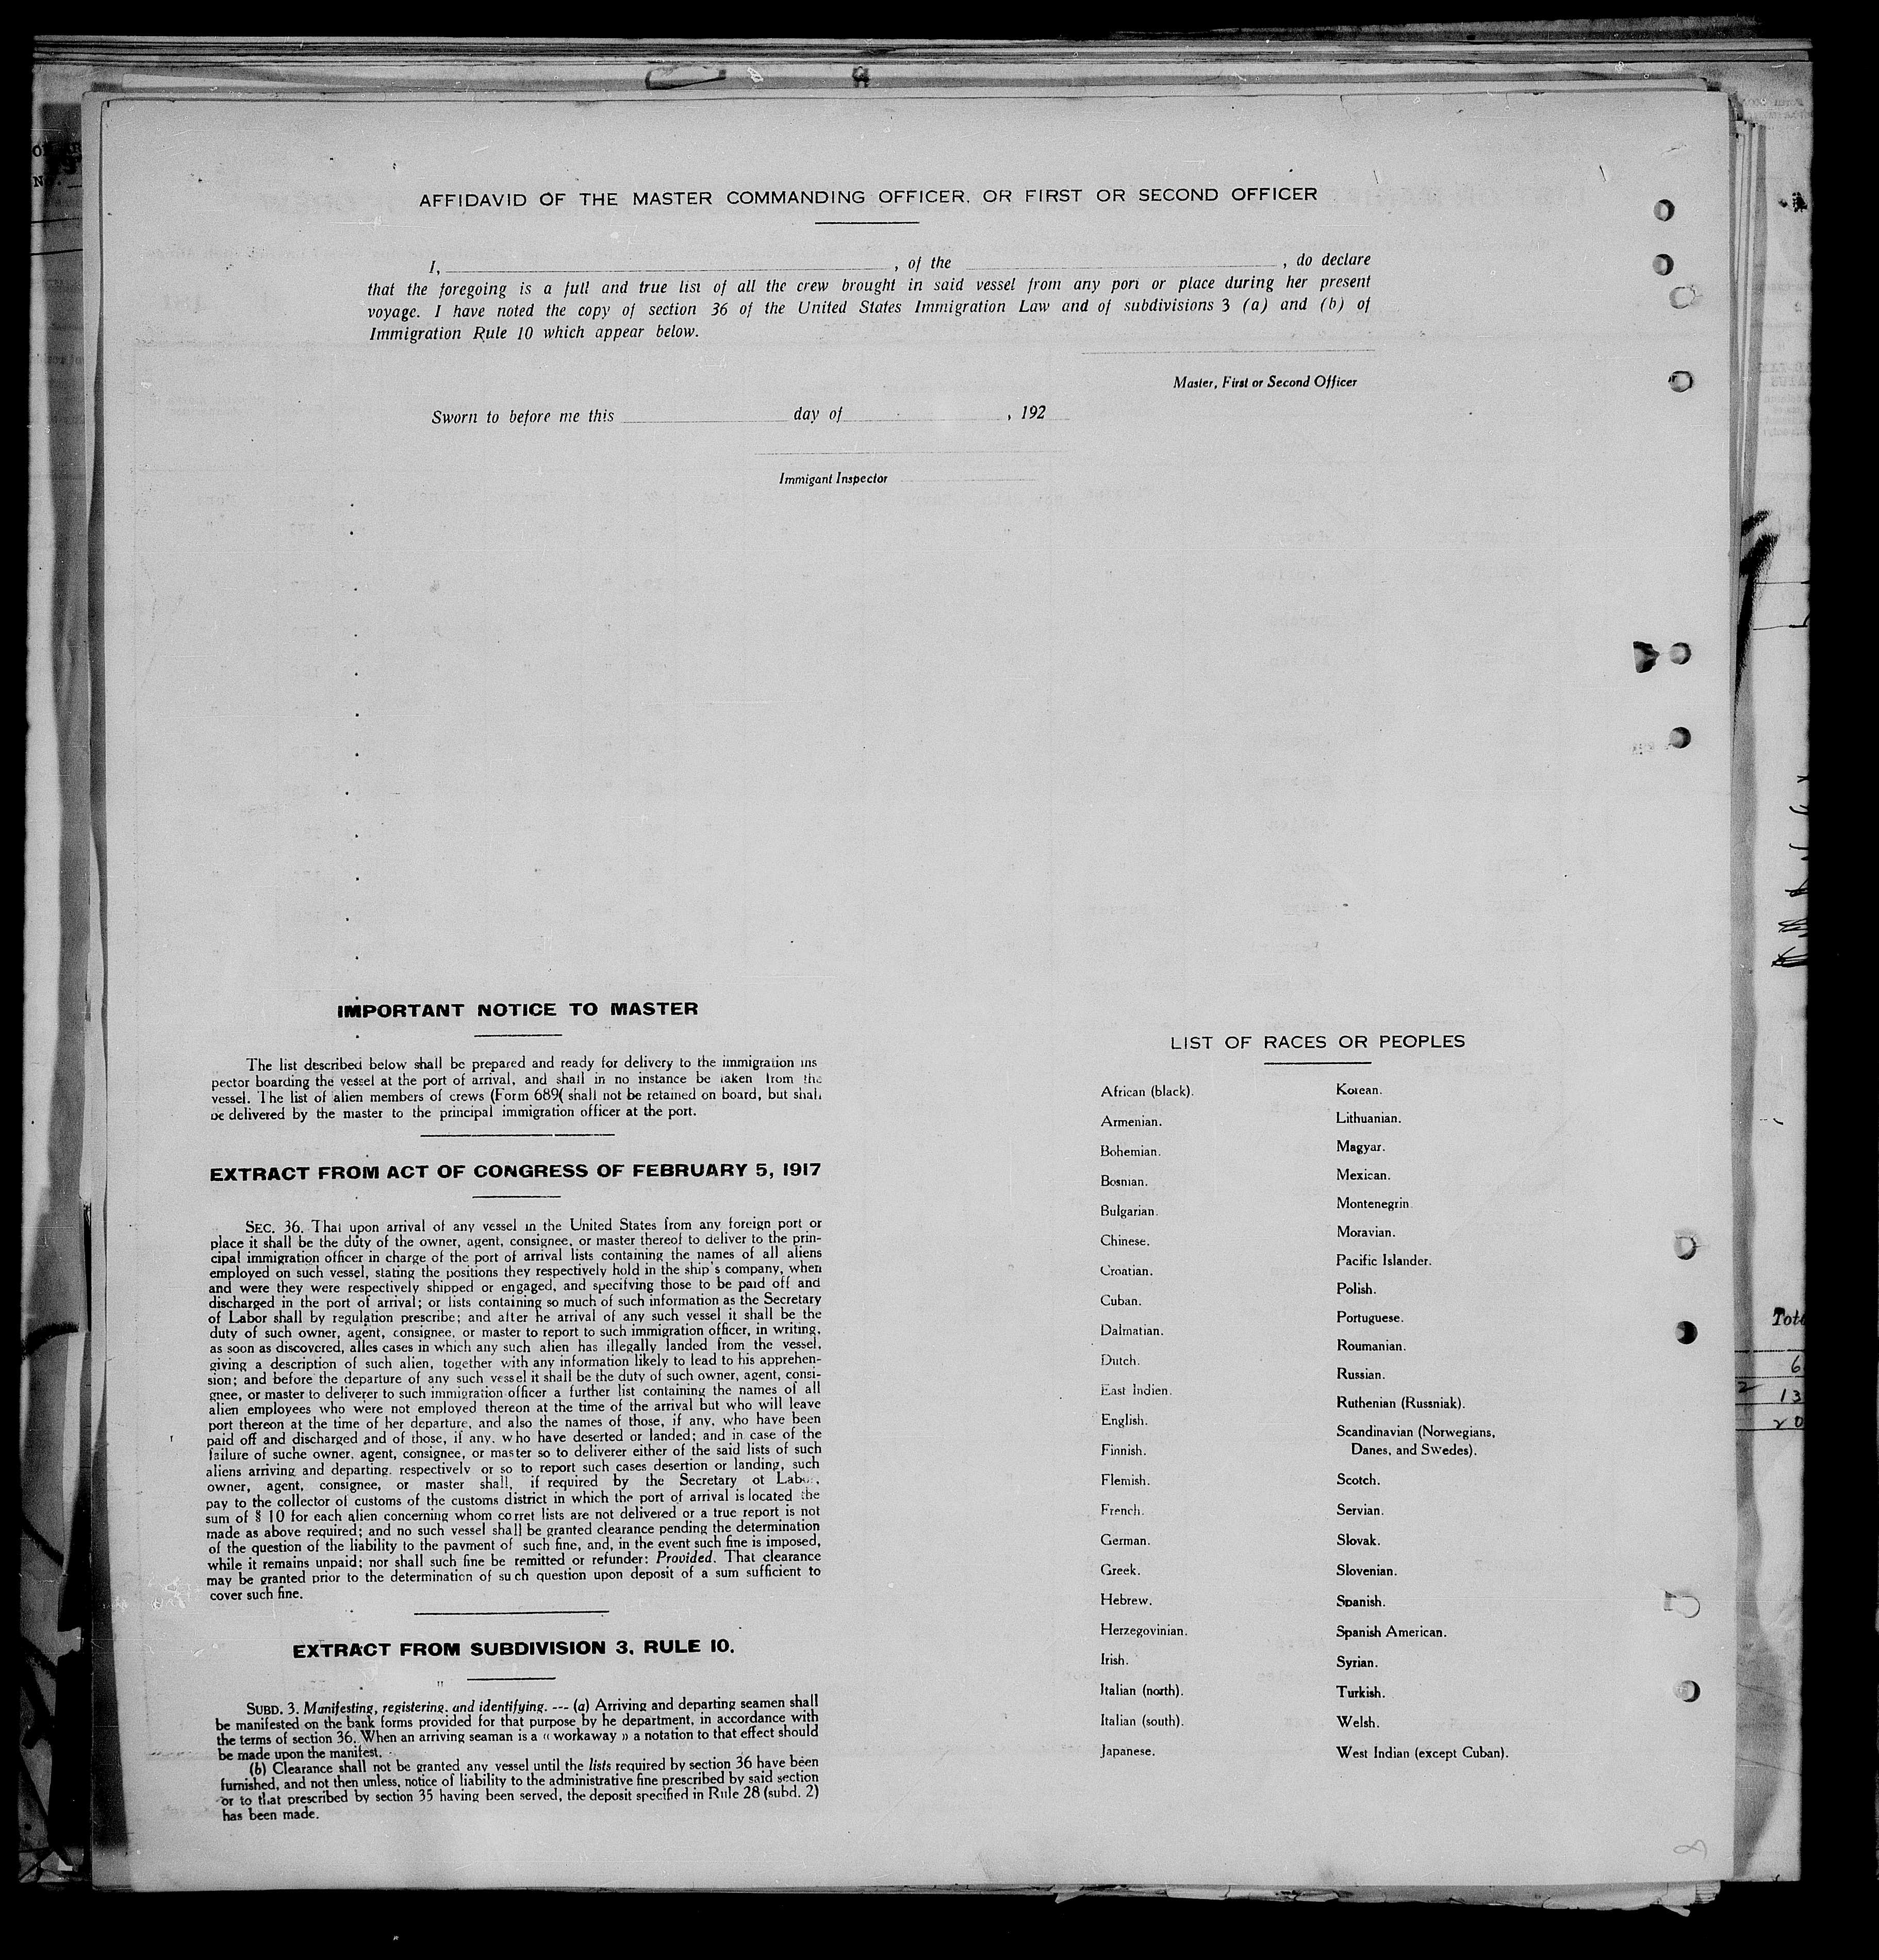 AFFIDAVID OF THE MASTER COMMANDING OFFICER, OR FIRST OR SECOND OFFICER
I, , of the , do declare
that the foregoing is a full and true list of all the crew brought in said vessel from any port or place during her present
voyage. I have noted the copy of section 36 of the United States Immigration Law and of subdivisions 3 (a) and (b) of
Immigration Rule 10 which appear below.
Master, First or Second Officer
Sworn to before me this day of , 192
Immigant Inspector
IMPORTANT NOTICE TO MASTER
The list described below shall be prepared and ready for delivery to the immigration ins
pector boarding the vessel at the port of arrival, and shall in no instance be taken from the
vessel. The list of alien members of crews (Form 689( shall not be retained on board, but shall
be delivered by the master to the principal immigration officer at the port.
EXTRACT FROM ACT OF CONGRESS OF FEBRUARY 5, 1917
SEC. 36. That upon arrival of any vessel in the United States from any foreign port or
place it shall be the duty of the owner, agent, consignee, or master thereof to deliver to the prin-
cipal immigration officer in charge of the port of arrival lists containing the names of all aliens
employed on such vessel, stating the positions they respectively hold in the ship's company, when
and were they were respectively shipped or engaged, and specifying those to be paid off and
discharged in the port of arrival; or lists containing so much of such information as the Secretary
of Labor shall by regulation prescribe; and after he arrival of any such vessel it shall be the
duty of such owner, agent, consignee, or master to report to such immigration officer, in writing,
as soon as discovered, alles cases in which any such alien has illegally landed from the vessel,
giving a description of such alien, together with any information likely to lead to his apprehen-
sion; and before the departure of any such vessel it shall be the duty of such owner, agent, consi-
gnee, or master to deliverer to such immigration officer a further list containing the names of all
alien employees who were not employed thereon at the time of the arrival but who will leave
port thereon at the time of her departure, and also the names of those, if any, who have been
paid off and discharged and of those, if any, who have deserted or landed; and in case of the
failure of suche owner, agent, consignee, or master so to deliverer either of the said lists of such
aliens arriving and departing, respectively or so to report such cases desertion or landing, such
owner, agent, consignee, or master shall, if required by the Secretary ot Labor,
pay to the collector of customs of the customs district in which the port of arrival is located the
sum of § 10 for each alien concerning whom corret lists are not delivered or a true report is not
made as above required; and no such vessel shall be granted clearance pending the determination
of the question of the liability to the payment of such fine, and, in the event such fine is imposed,
while it remains unpaid; nor shall such fine be remitted or refunder: Provided. That clearance
may be granted prior to the determination of such question upon deposit of a sum sufficient to
cover such fine.
EXTRACT FROM SUBDIVISION 3, RULE 10.
SUBD. 3. Manifesting, registering, and identifying. --- (a) Arriving and departing seamen shall
be manifested on the bank forms provided for that purpose by he department, in accordance with
the terms of section 36. When an arriving seaman is a « workaway » a notation to that effect should
be made upon the manifest.
(b) Clearance shall not be granted any vessel until the lists required by section 36 have been
furnished, and not then unless, notice of liability to the administrative fine prescribed by said section
or to that prescribed by section 35 having been served, the deposit specified in Rule 28 (subd. 2)
has been made.
LIST OF RACES OR PEOPLES
African (black).
Armenian.
Bohemian.
Bosnian.
Bulgarian.
Chinese.
Croatian.
Cuban.
Dalmatian.
Dutch.
East Indien.
English.
Finnish.
Flemish.
French.
German.
Greek.
Hebrew.
Herzegovinian.
Irish.
Italian (north).
Italian (south).
Japanese.
Korean.
Lithuanian.
Magyar.
Mexican.
Montenegrin
Moravian.
Pacific Islander.
Polish.
Portuguese.
Roumanian.
Russian.
Ruthenian (Russniak).
Scandinavian (Norwegians,
Danes, and Swedes).
Scotch.
Servian.
Slovak.
Slovenian.
Spanish.
Spanish American.
Syrian.
Turkish.
Welsh.
West Indian (except Cuban).